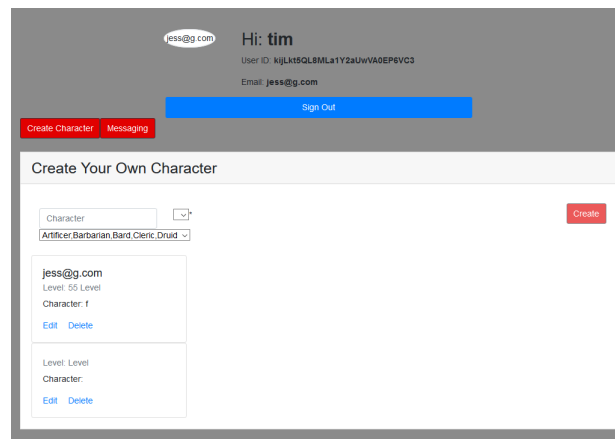 jess@g.com
Hi: tim
User ID: kijLkt5QL8MLa1Y2aUwVA0EP6VC3
Email: jess@g.com
Sign Out
Create Character Messaging
Create Your Own Character
Character * Create
Artificer,Barbarian,Bard,Cleric,Druid
jess@g.com
Level: 55 Level
Character: f
Edit Delete
Level: Level
Character:
Edit Delete